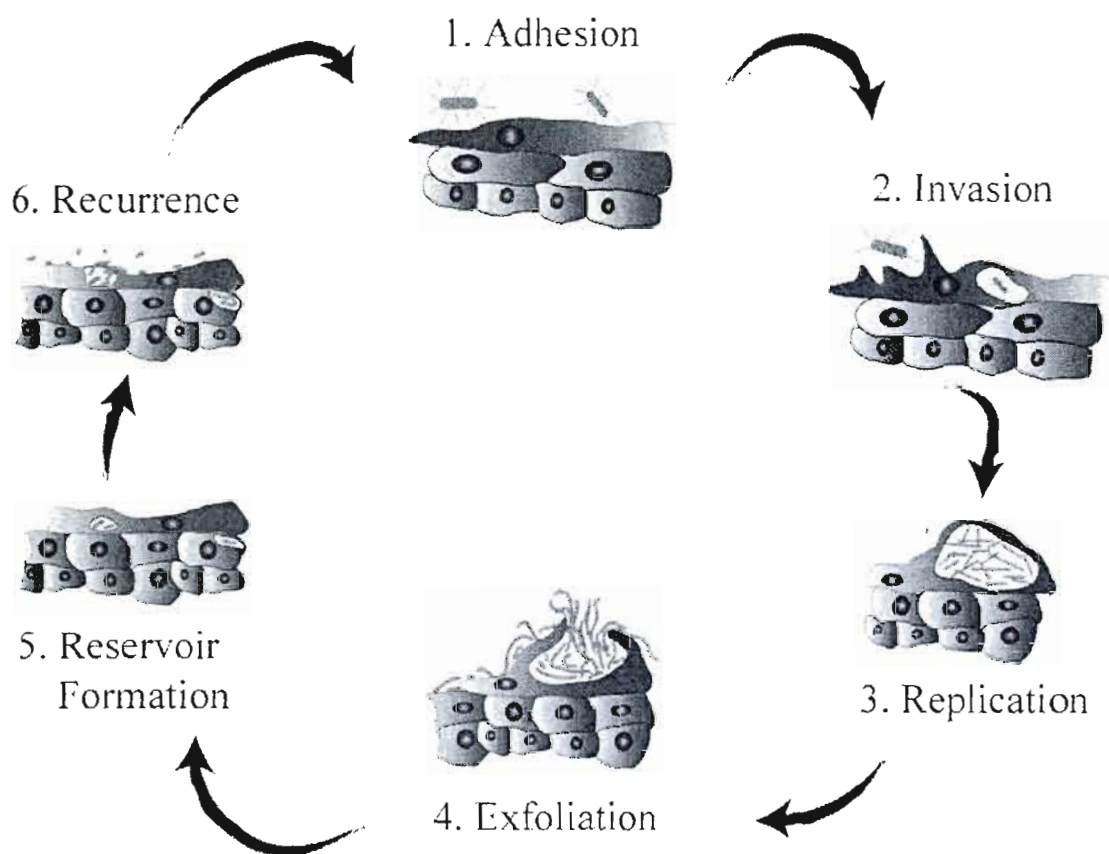 1. Adhesion
2. Invasion
3. Replication
4. Exfoliation
5. Reservoir
Formation
6. Recurrence